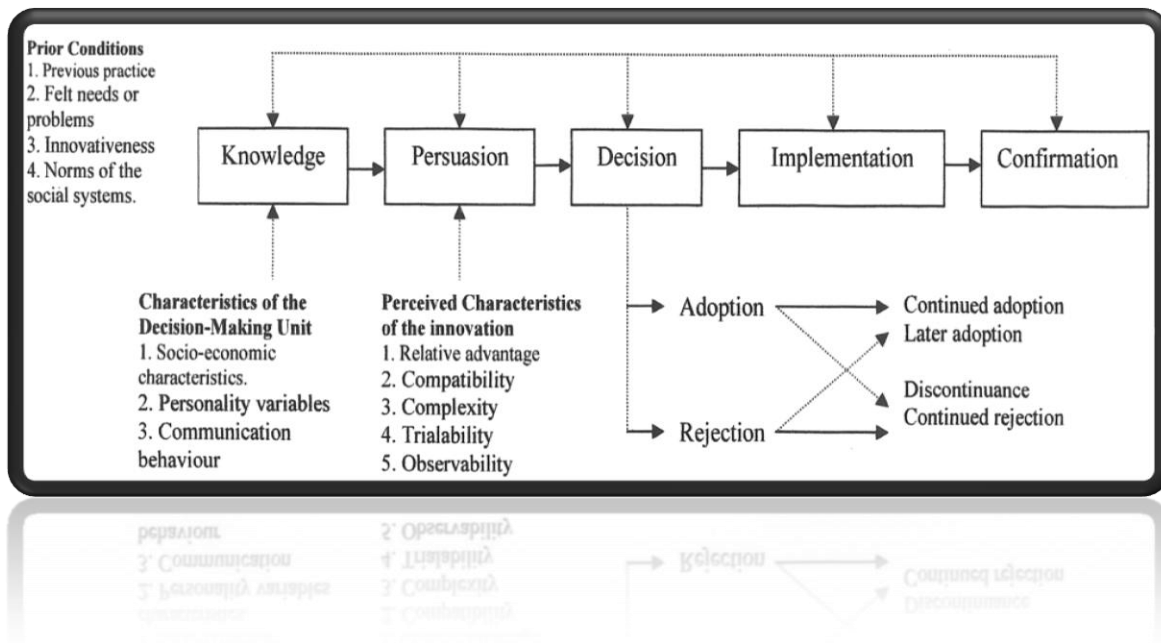 Prior Conditions
1. Previous practice
2. Felt needs or
problems
3. Innovativeness
4. Norms of the
social systems.
Knowledge
Persuasion
Decision
Implementation
Confirmation
Characteristics of the
Decision-Making Unit
1. Socio-economic
characteristics.
2. Personality variables
3. Communication
behaviour
Perceived Characteristics
of the innovation
1. Relative advantage
2. Compatibility
3. Complexity
4. Trialability
5. Observability
Adoption
Rejection
Continued adoption
Later adoption
Discontinuance
Continued rejection